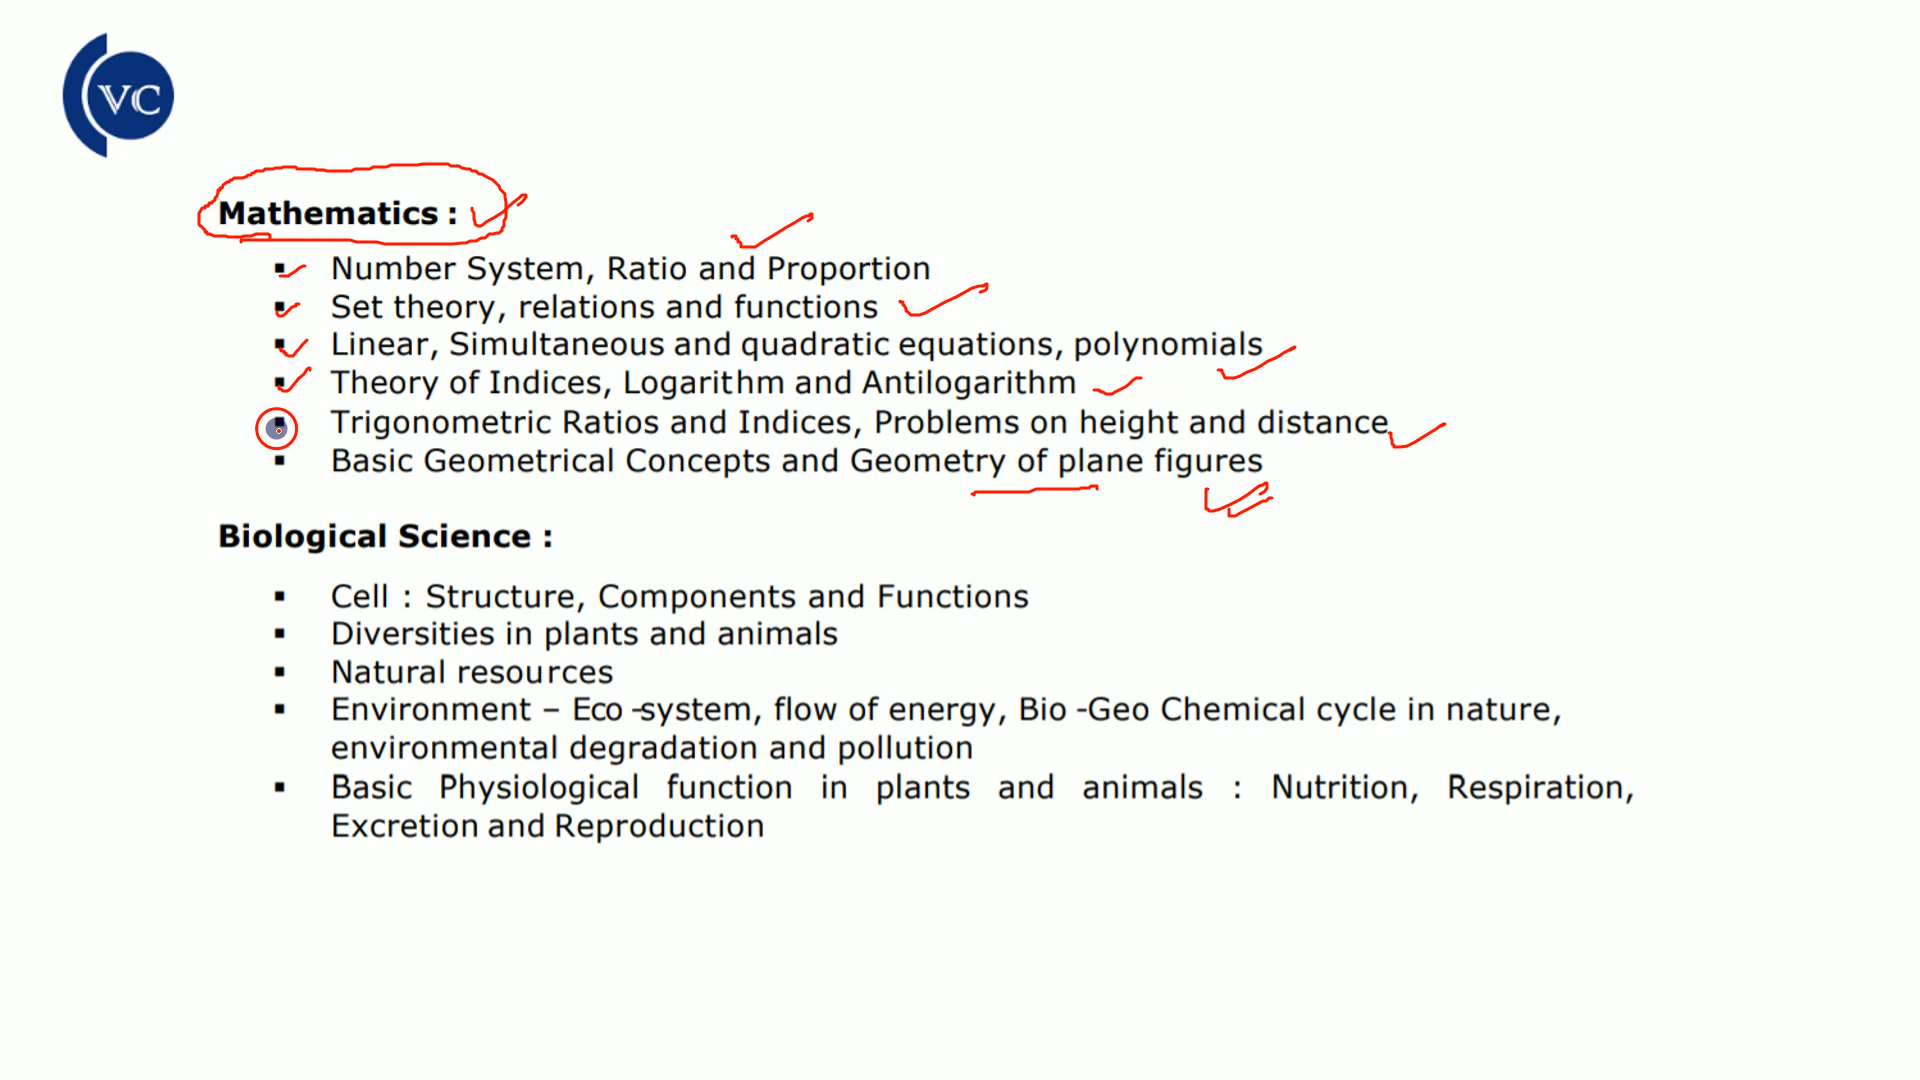 VC
Mathematics :
▪ Number System, Ratio and Proportion
▪ Set theory, relations and functions
▪ Linear, Simultaneous and quadratic equations, polynomials
▪ Theory of Indices, Logarithm and Antilogarithm
▪ Trigonometric Ratios and Indices, Problems on height and distance
▪ Basic Geometrical Concepts and Geometry of plane figures
Biological Science :
▪ Cell : Structure, Components and Functions
▪ Diversities in plants and animals
▪ Natural resources
▪ Environment – Eco -system, flow of energy, Bio -Geo Chemical cycle in nature,
environmental degradation and pollution
▪ Basic Physiological function in plants and animals : Nutrition, Respiration,
Excretion and Reproduction